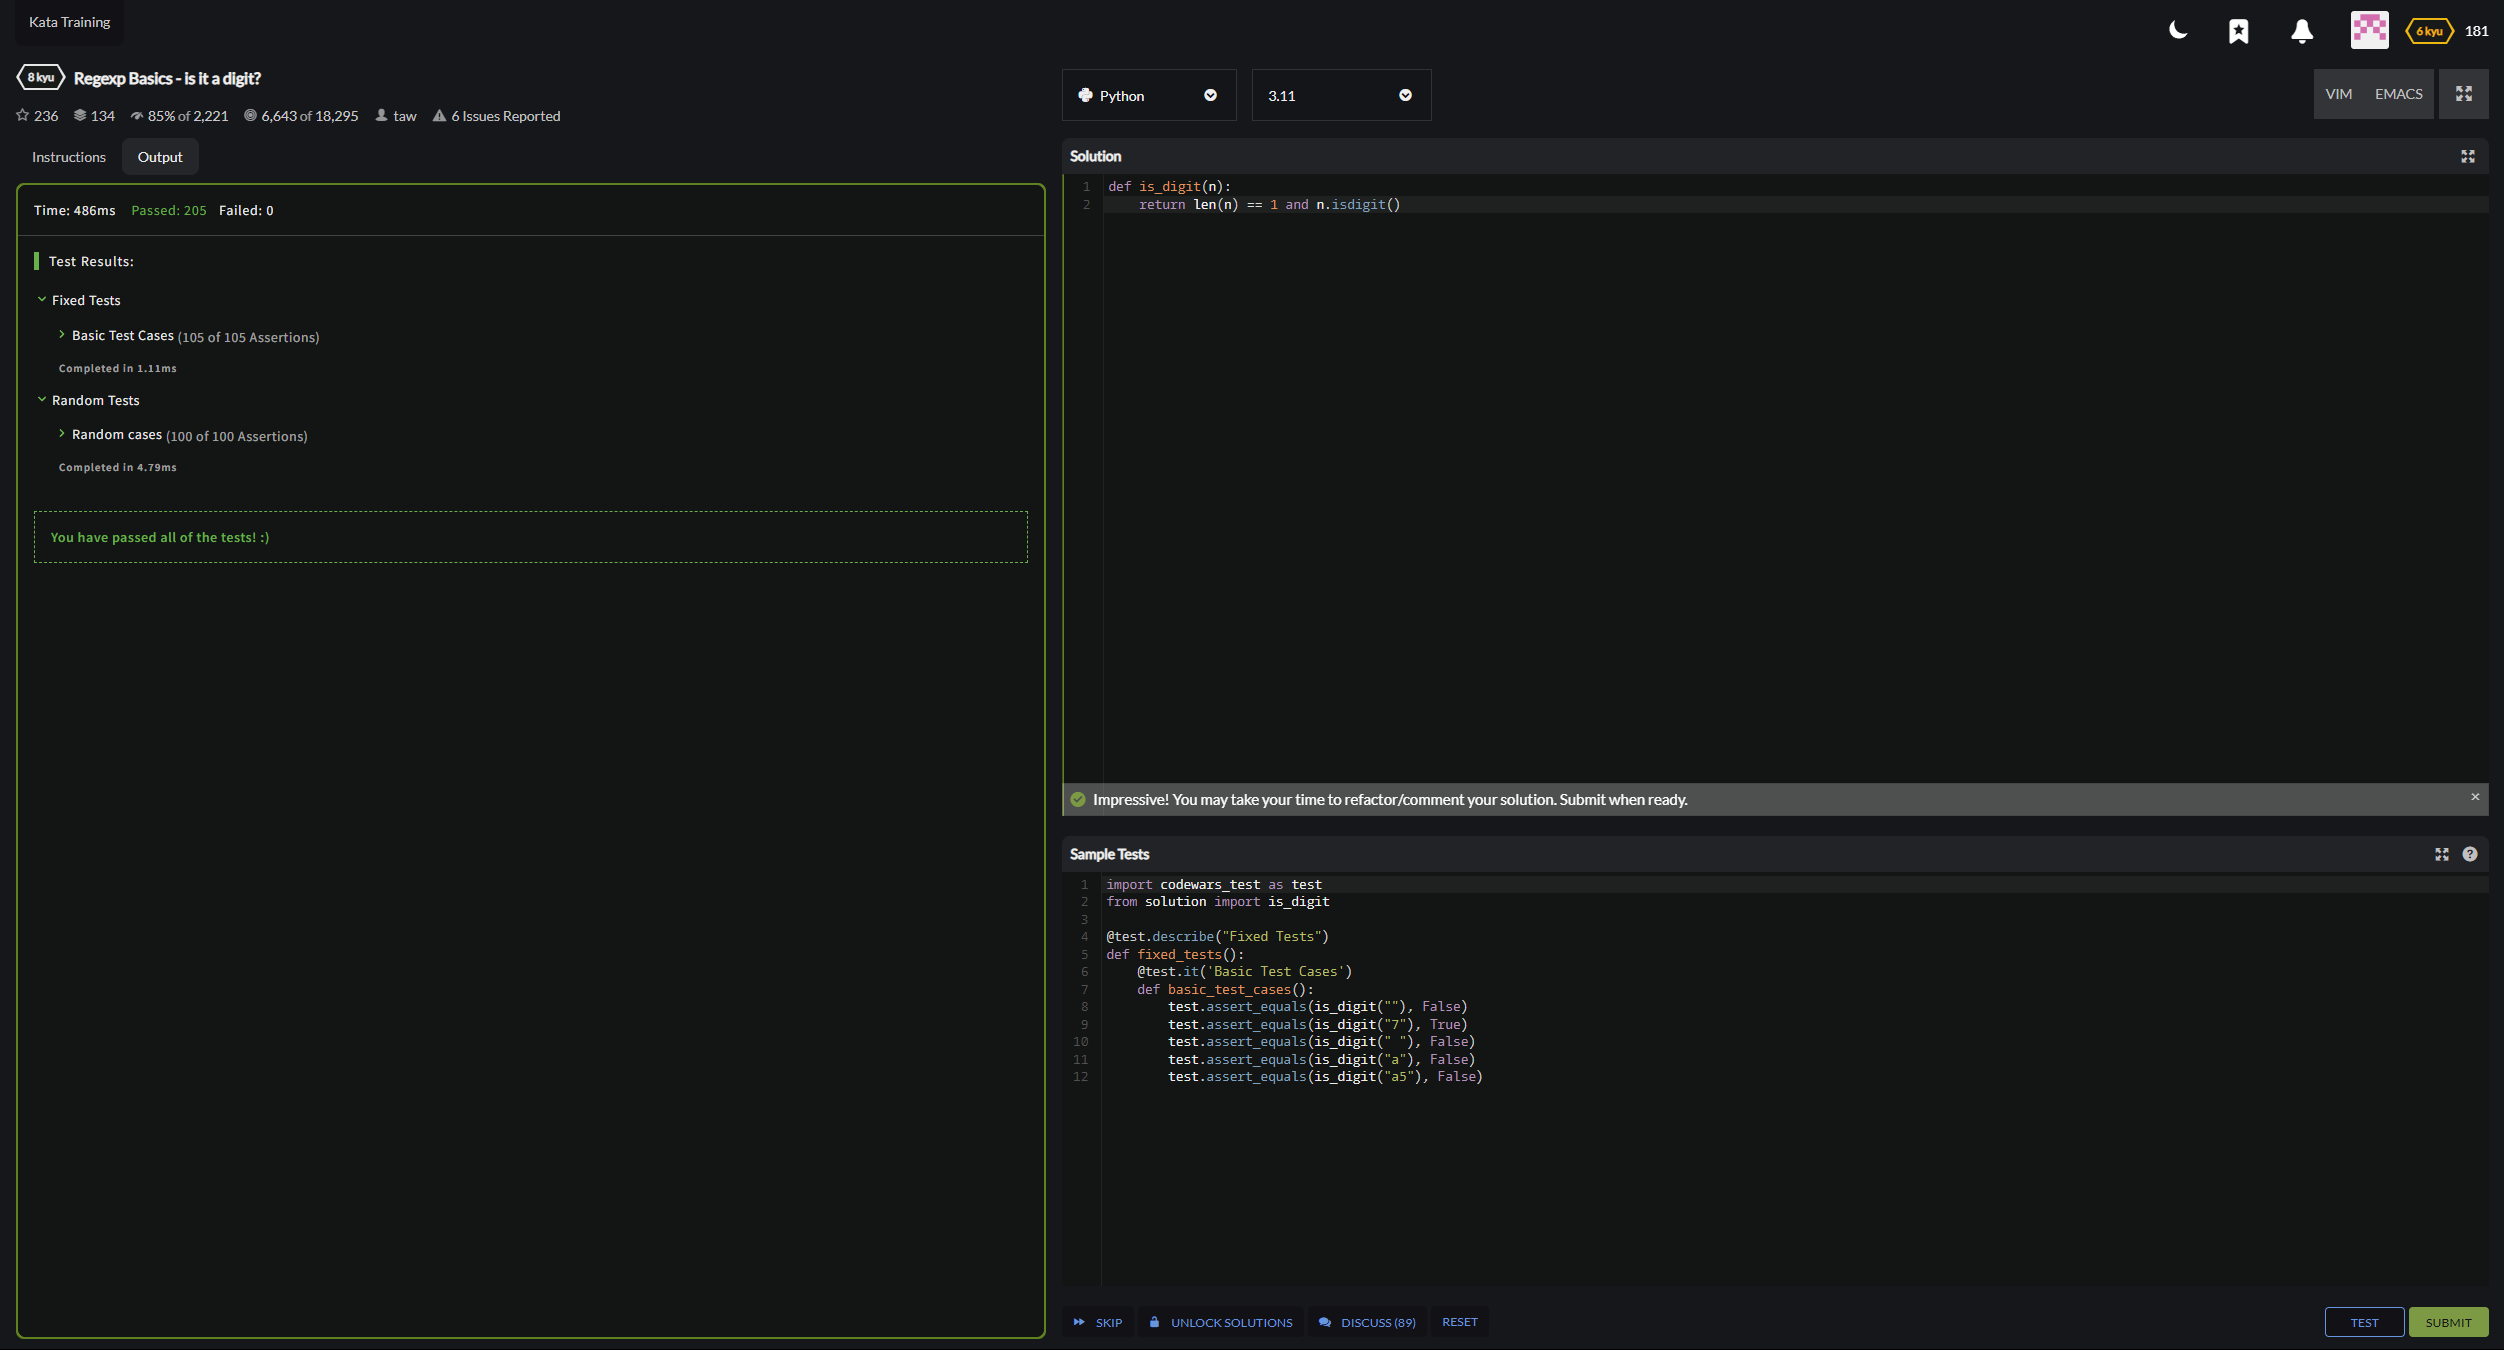 Kata Training
6 kyu 181
8 kyu Regexp Basics - is it a digit?
236 134 85% of 2,221 6,643 of 18,295 taw 6 Issues Reported
Instructions Output
Time: 486ms Passed: 205 Failed: 0
Test Results:
Fixed Tests
Basic Test Cases (105 of 105 Assertions)
Completed in 1.11ms
Random Tests
Random cases (100 of 100 Assertions)
Completed in 4.79ms
You have passed all of the tests! :)
Python 3.11 VIM EMACS
Solution
1 def is_digit(n):
2     return len(n) == 1 and n.isdigit()
Impressive! You may take your time to refactor/comment your solution. Submit when ready. ×
Sample Tests ?
1 import codewars_test as test
2 from solution import is_digit
3
4 @test.describe("Fixed Tests")
5 def fixed_tests():
6     @test.it('Basic Test Cases')
7     def basic_test_cases():
8         test.assert_equals(is_digit(""), False)
9         test.assert_equals(is_digit("7"), True)
10         test.assert_equals(is_digit(" "), False)
11         test.assert_equals(is_digit("a"), False)
12         test.assert_equals(is_digit("a5"), False)
SKIP UNLOCK SOLUTIONS DISCUSS (89) RESET TEST SUBMIT